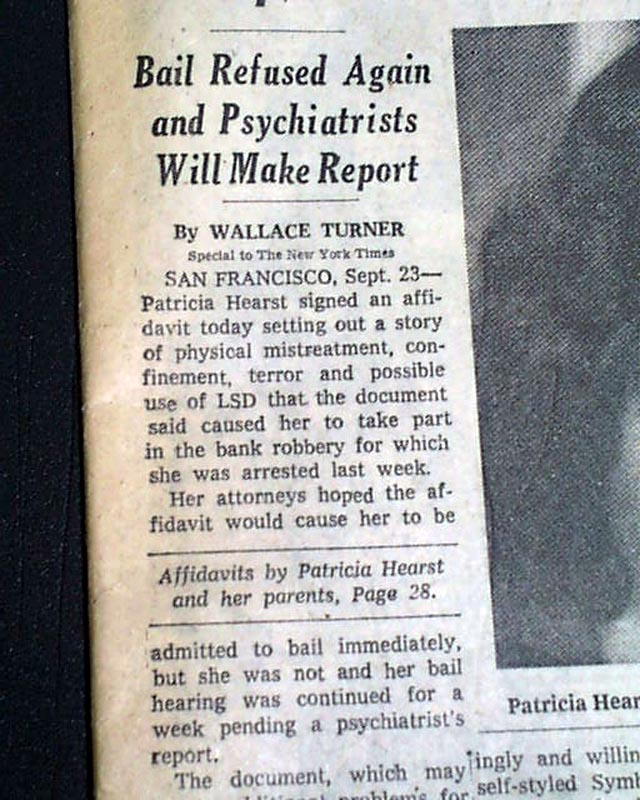 Bail Refused Again
and Psychiatrists
Will Make Report
By WALLACE TURNER
Special to The New York Times
SAN FRANCISCO, Sept. 23—
Patricia Hearst signed an affi-
davit today setting out a story
of physical mistreatment, con-
finement, terror and possible
use of LSD that the document
said caused her to take part
in the bank robbery for which
she was arrested last week.
Her attorneys hoped the af-
fidavit would cause her to be
Affidavits by Patricia Hearst
and her parents, Page 28.
admitted to bail immediately,
but she was not and her bail
hearing was continued for a
week pending a psychiatrist's
report.
The document, which may
problems for
Patricia Hear
ingly and willin
self-styled Symb